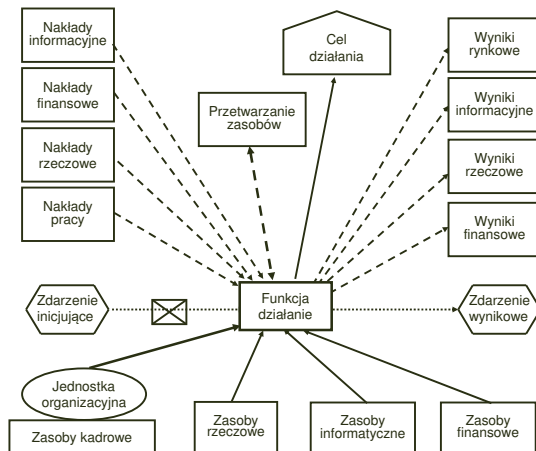 Nakłady
informacyjne
Nakłady
finansowe
Nakłady
rzeczowe
Nakłady
pracy
Przetwarzanie
zasobów
Cel
działania
Wyniki
rynkowe
Wyniki
informacyjne
Wyniki
rzeczowe
Wyniki
finansowe
Zdarzenie
inicjujące
Funkcja
działanie
Zdarzenie
wynikowe
Jednostka
organizacyjna
Zasoby kadrowe
Zasoby
rzeczowe
Zasoby
informatyczne
Zasoby
finansowe